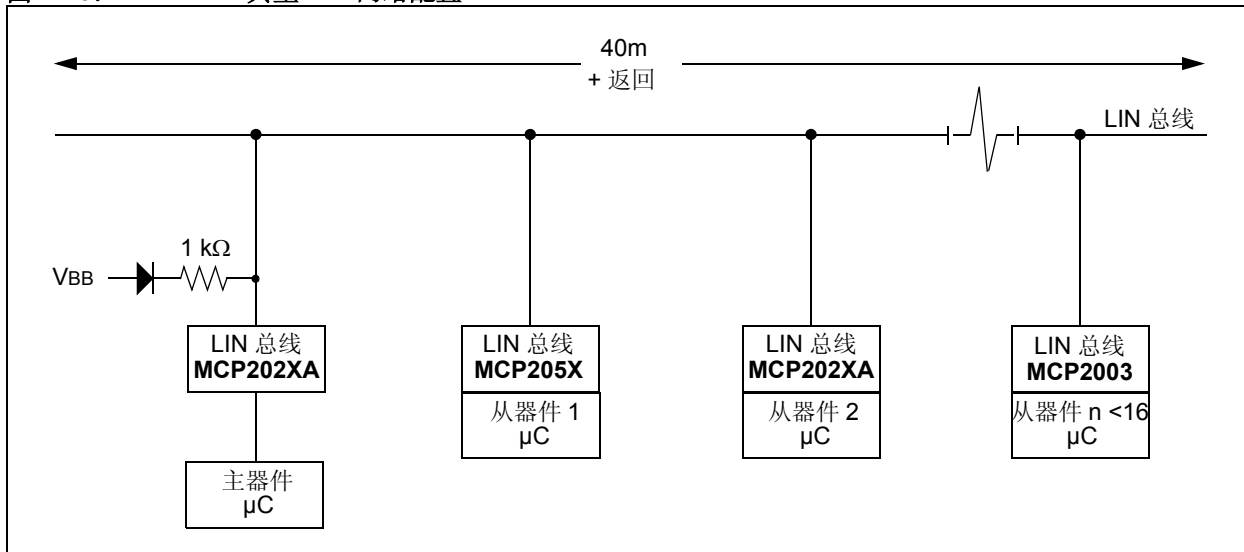 40m
+ 返回
LIN 总线
1 kΩ
VBB
LIN 总线
MCP202XA
主器件
µC
LIN 总线
MCP205X
从器件 1
µC
LIN 总线
MCP202XA
从器件 2
µC
LIN 总线
MCP2003
从器件 n <16
µC